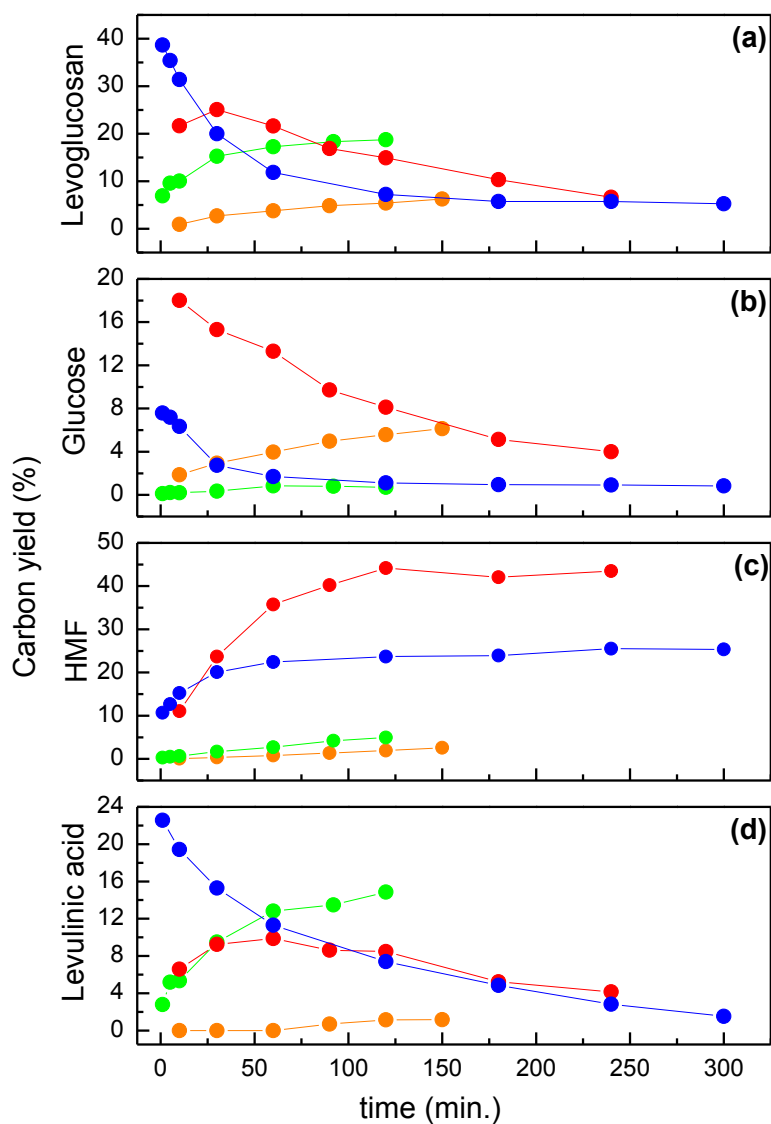 (a)
Levoglucosan
40
30
20
10
0
(b)
Glucose
20
16
12
8
4
0
Carbon yield (%)
(c)
HMF
50
40
30
20
10
0
(d)
Levulinic acid
24
20
16
12
8
4
0
0 50 100 150 200 250 300
time (min.)